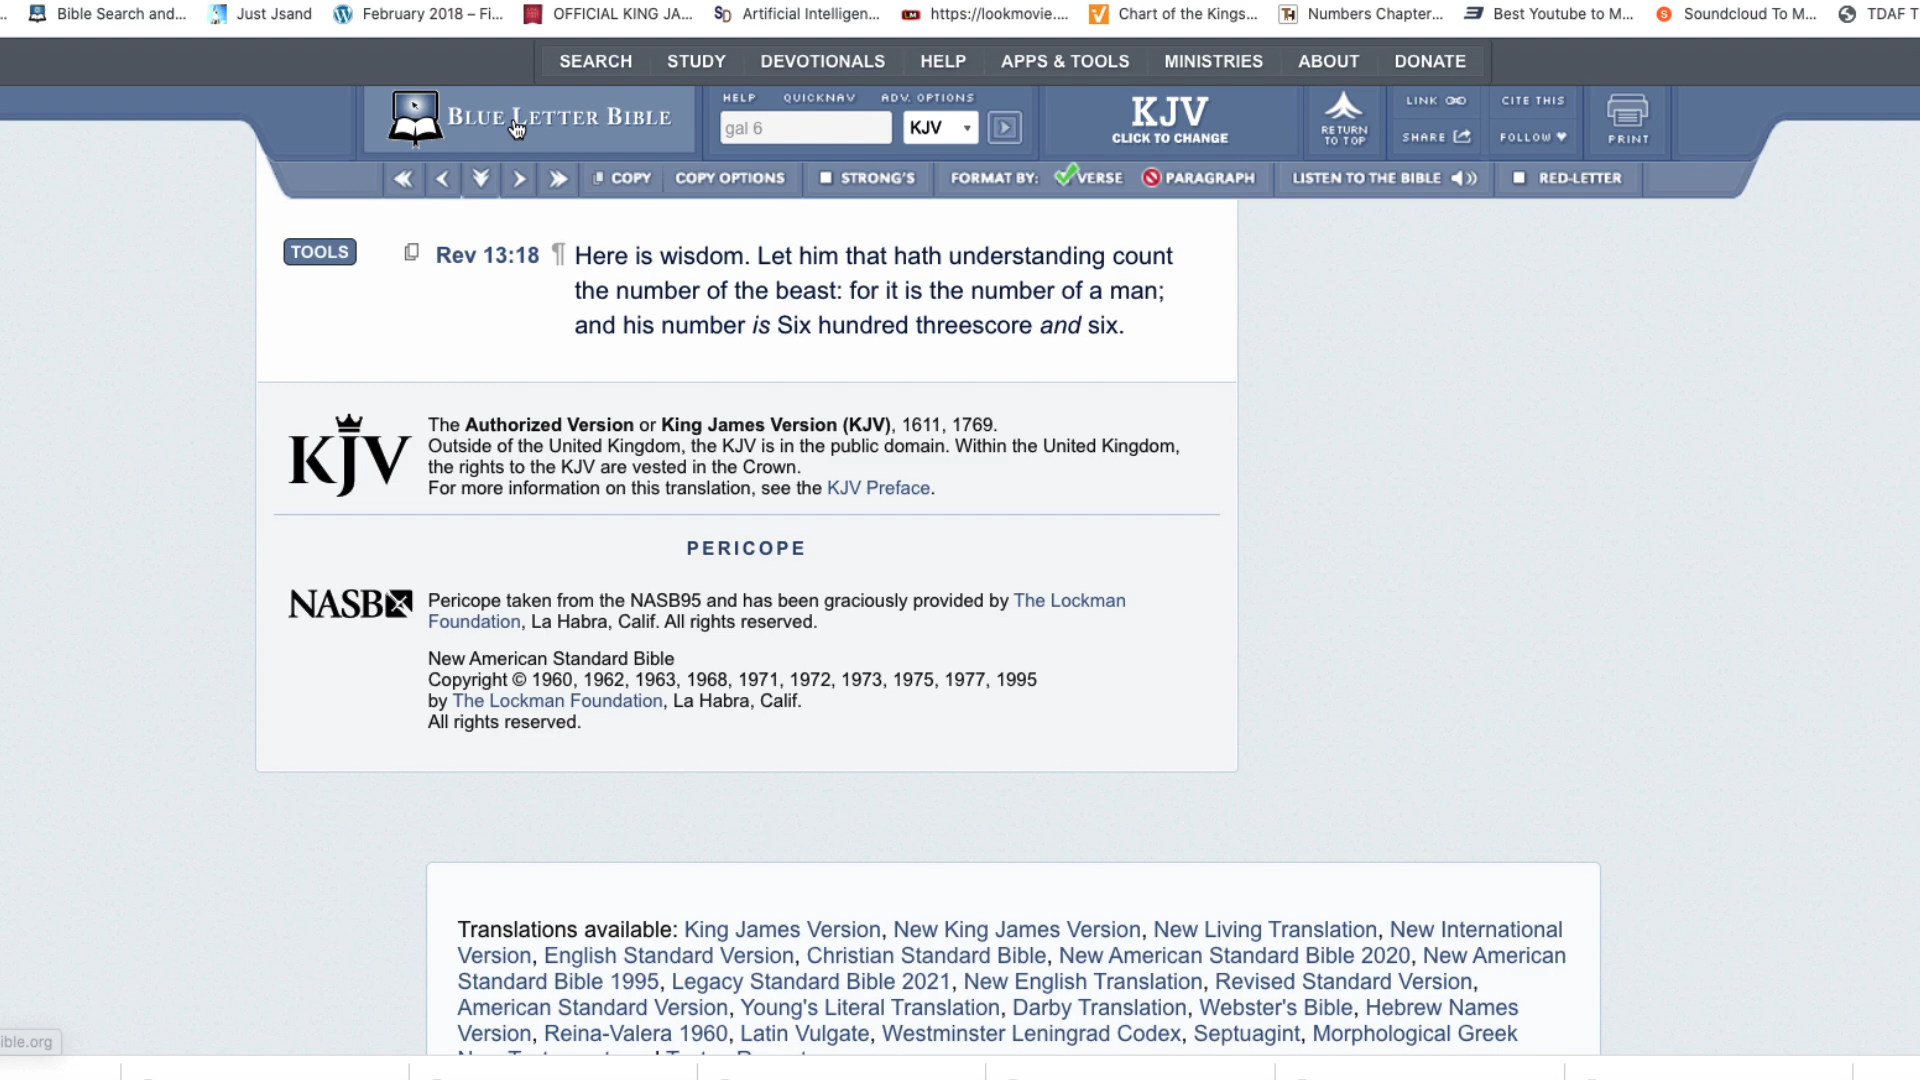 Bible Search and...
Just Jsand
February 2018 – Fi...
OFFICIAL KING JA...
Artificial Intelligen...
https://lookmovie....
Chart of the Kings...
Numbers Chapter...
Best Youtube to M...
Soundcloud To M...
TDAF T
SEARCH STUDY DEVOTIONALS HELP APPS & TOOLS MINISTRIES ABOUT DONATE
BLUE LETTER BIBLE
HELP QUICKNAV ADV. OPTIONS
gal 6 KJV
KJV
CLICK TO CHANGE
RETURN
TO TOP
LINK CITE THIS
SHARE FOLLOW
PRINT
COPY COPY OPTIONS STRONG'S FORMAT BY: VERSE PARAGRAPH LISTEN TO THE BIBLE RED-LETTER
TOOLS Rev 13:18 ¶ Here is wisdom. Let him that hath understanding count
the number of the beast: for it is the number of a man;
and his number is Six hundred threescore and six.
KJV
The Authorized Version or King James Version (KJV), 1611, 1769.
Outside of the United Kingdom, the KJV is in the public domain. Within the United Kingdom,
the rights to the KJV are vested in the Crown.
For more information on this translation, see the KJV Preface.
PERICOPE
NASB
Pericope taken from the NASB95 and has been graciously provided by The Lockman
Foundation, La Habra, Calif. All rights reserved.
New American Standard Bible
Copyright © 1960, 1962, 1963, 1968, 1971, 1972, 1973, 1975, 1977, 1995
by The Lockman Foundation, La Habra, Calif.
All rights reserved.
Translations available: King James Version, New King James Version, New Living Translation, New International
Version, English Standard Version, Christian Standard Bible, New American Standard Bible 2020, New American
Standard Bible 1995, Legacy Standard Bible 2021, New English Translation, Revised Standard Version,
American Standard Version, Young's Literal Translation, Darby Translation, Webster's Bible, Hebrew Names
Version, Reina-Valera 1960, Latin Vulgate, Westminster Leningrad Codex, Septuagint, Morphological Greek
ible.org